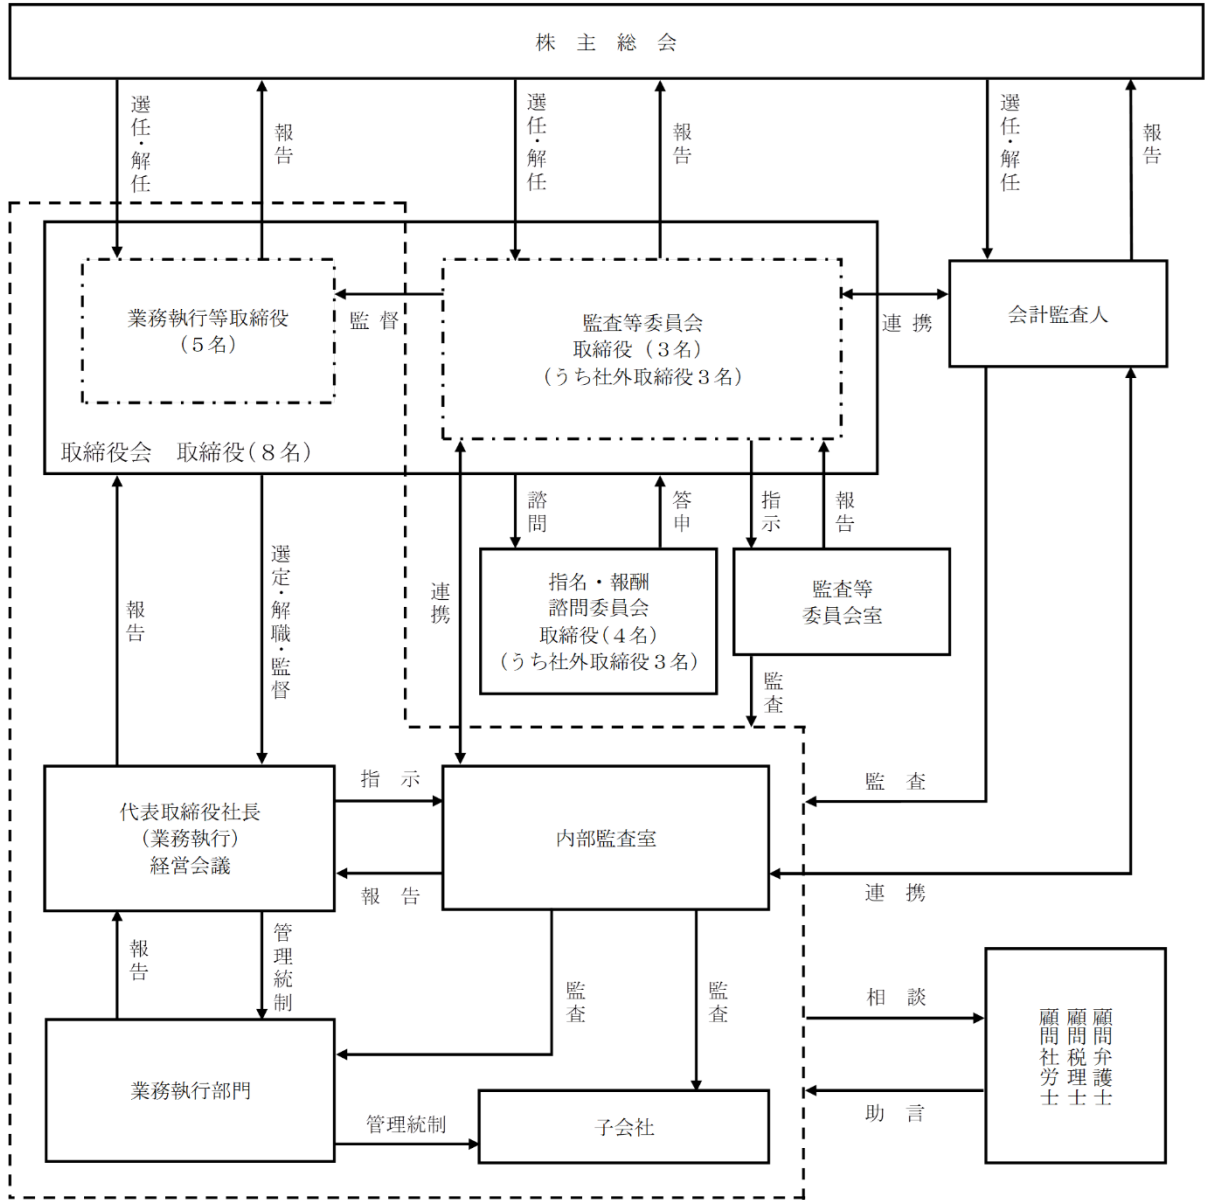 株 主 総 会
選任・解任
報告
選任・解任
報告
選任・解任
報告
業務執行等取締役
(５名)
監 督
監査等委員会
取締役 (３名)
(うち社外取締役３名)
連 携
会計監査人
取締役会　取締役(８名)
報告
選定・解職・監督
連携
諮問
答申
指示
報告
指名・報酬
諮問委員会
取締役(４名)
(うち社外取締役３名)
監査等
委員会室
監査
代表取締役社長
(業務執行)
経営会議
指 示
報 告
内部監査室
監 査
連 携
報告
管理統制
監査
監査
業務執行部門
管理統制
子会社
相 談
助 言
顧問弁護士
顧問税理士
顧問社労士